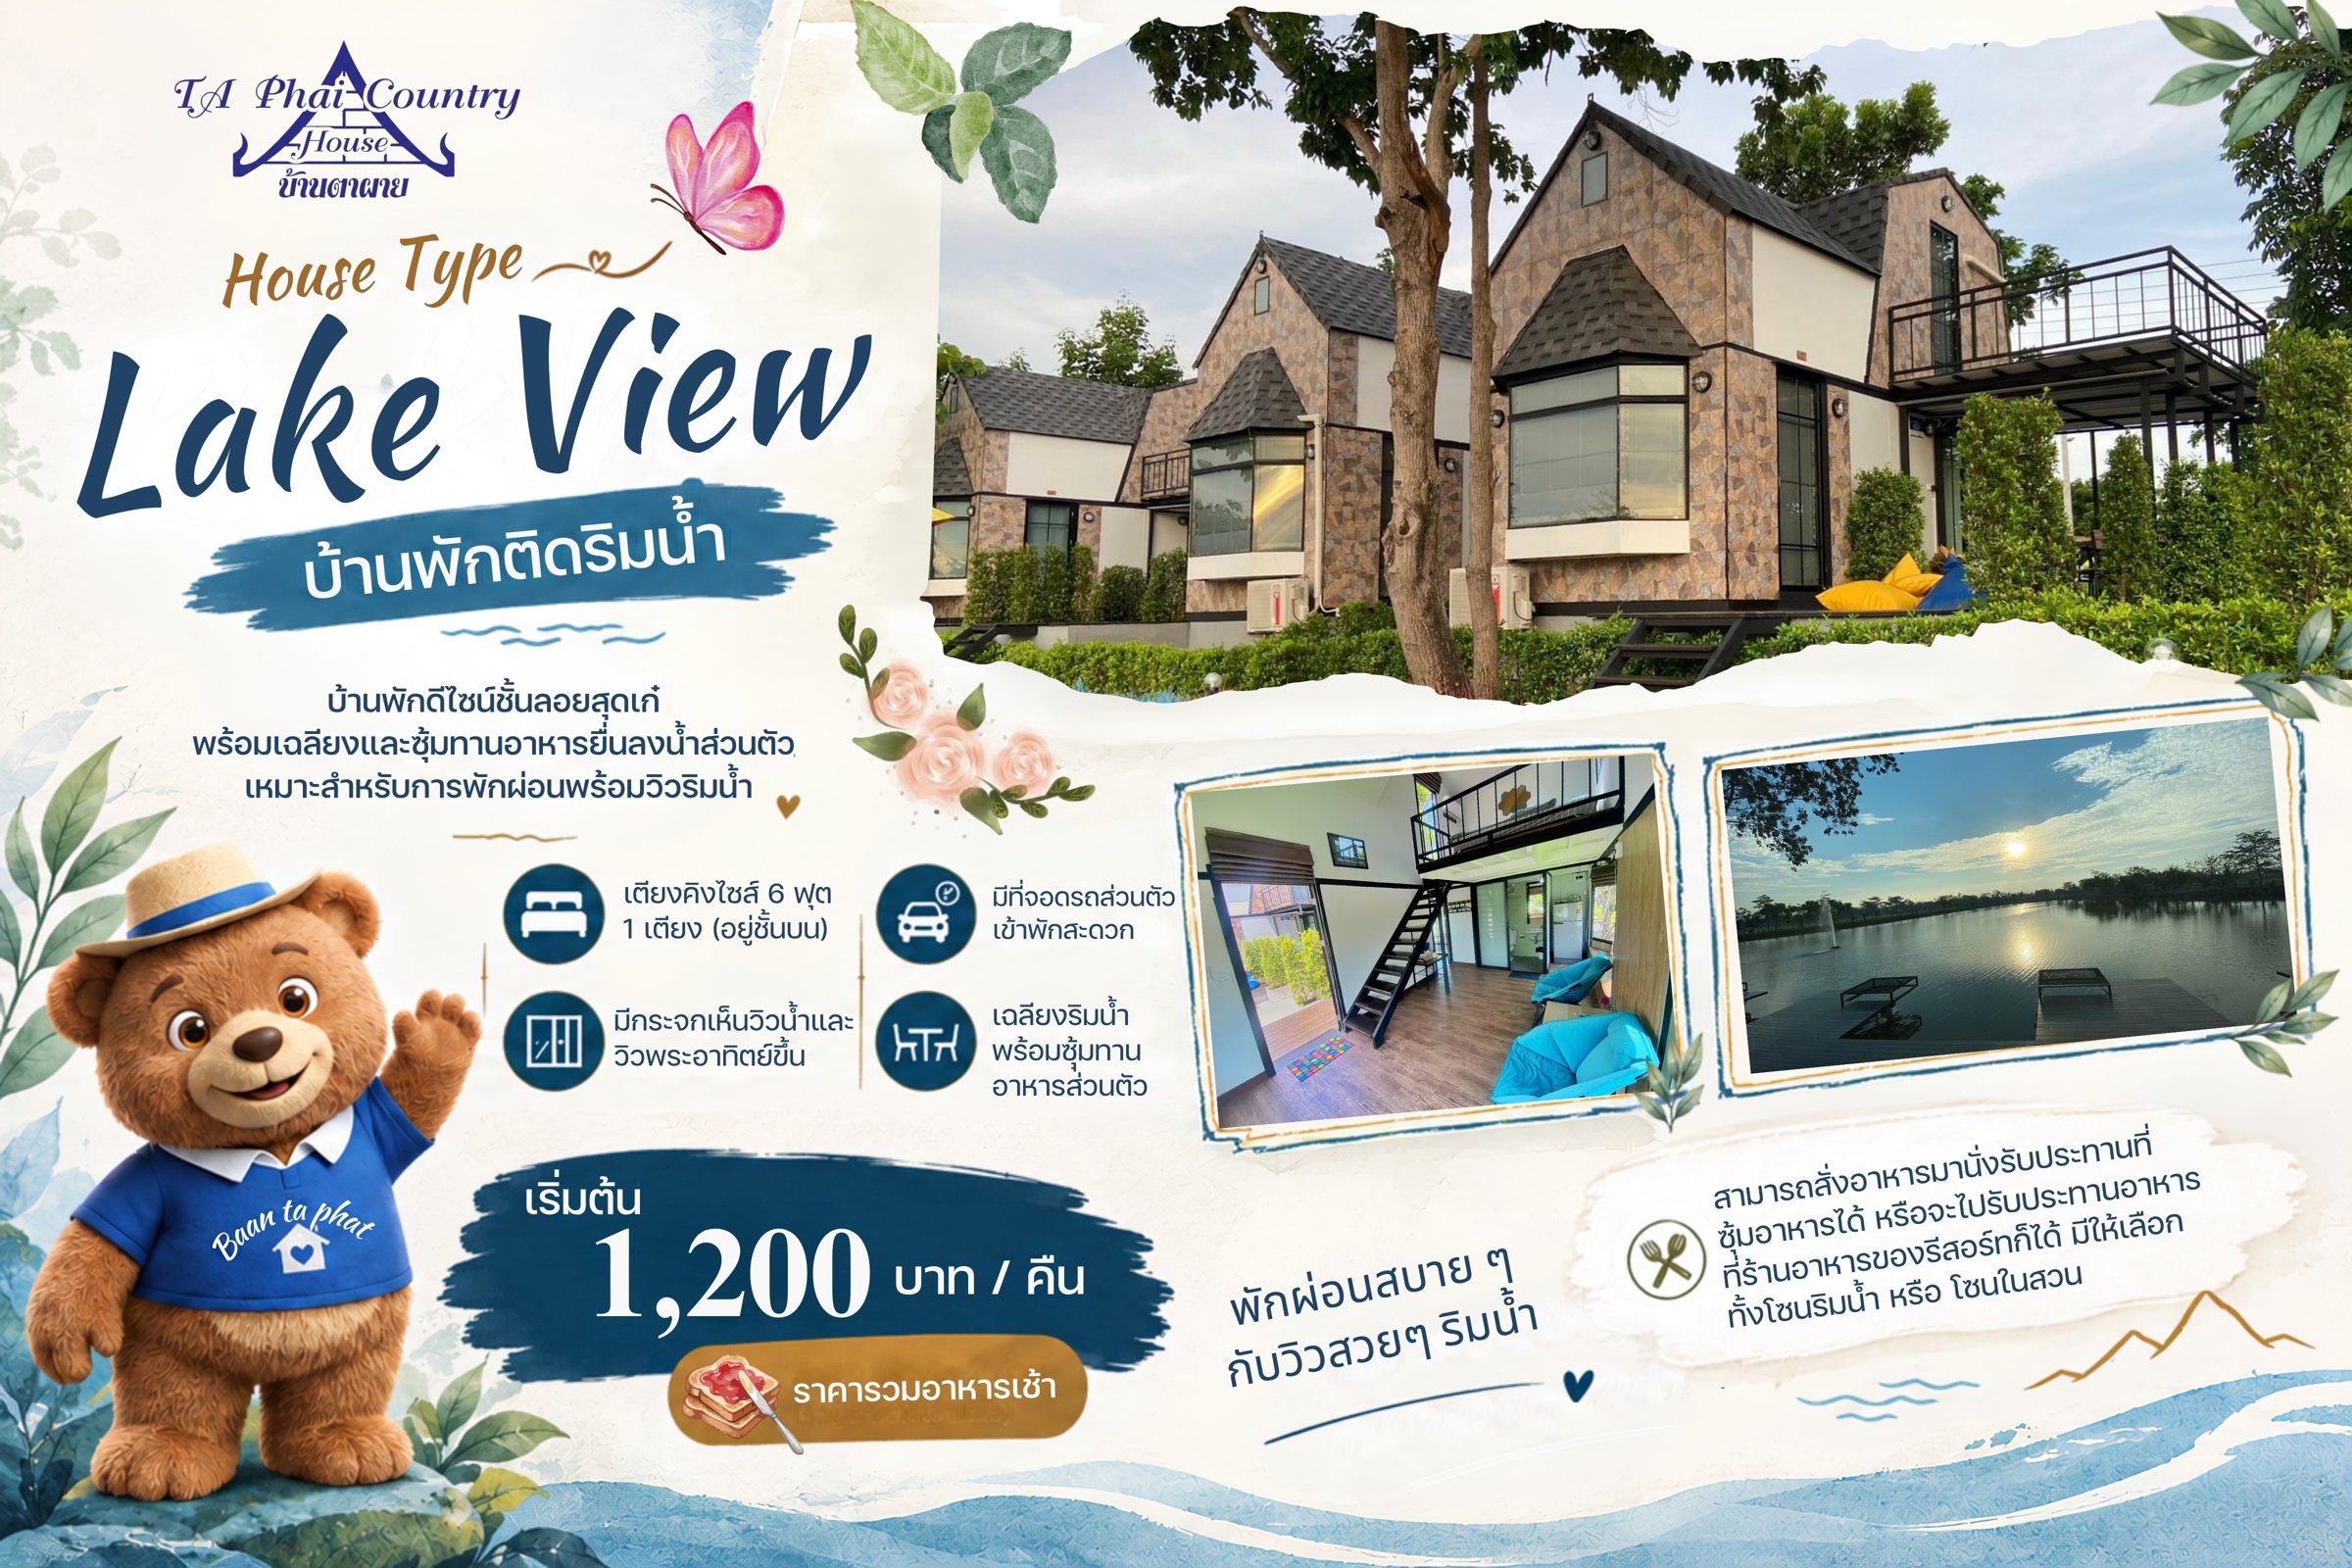 TA Phai Country
House
บ้านตาผาย
House Type
Lake View
บ้านพักติดริมน้ำ
บ้านพักดีไซน์ชั้นลอยสุดเก๋
พร้อมเฉลียงและซุ้มทานอาหารยื่นลงน้ำส่วนตัว
เหมาะสำหรับการพักผ่อนพร้อมวิวริมน้ำ
เตียงคิงไซส์ 6 ฟุต
1 เตียง (อยู่ชั้นบน)
มีที่จอดรถส่วนตัว
เข้าพักสะดวก
มีกระจกเห็นวิวน้ำและ
วิวพระอาทิตย์ขึ้น
เฉลียงริมน้ำ
พร้อมซุ้มทาน
อาหารส่วนตัว
Baan ta phat
เริ่มต้น
1,200 บาท / คืน
ราคารวมอาหารเช้า
พักผ่อนสบาย ๆ
กับวิวสวยๆ ริมน้ำ
สามารถสั่งอาหารมานั่งรับประทานที่
ซุ้มอาหารได้ หรือจะไปรับประทานอาหาร
ที่ร้านอาหารของรีสอร์ทก็ได้ มีให้เลือก
ทั้งโซนริมน้ำ หรือ โซนในสวน